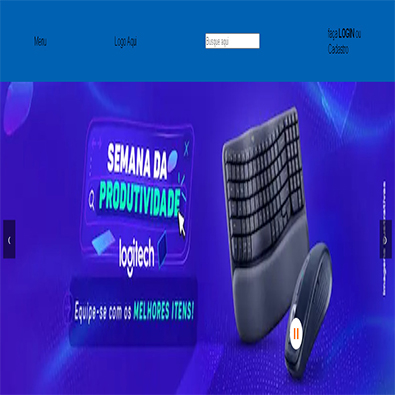 Menu
Logo Aqui
Busque aqui
faça LOGIN ou
Cadastro
SEMANA DA
PRODUTIVIDADE
logitech
Equipe-se com os MELHORES ITENS!